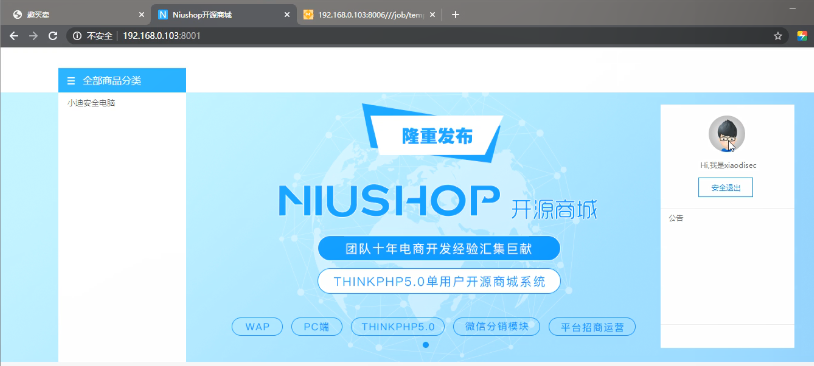 Niushop开源商城
192.168.0.103:8006///job/tem
不安全
192.168.0.103:8001
全部商品分类
小迪安全电脑
隆重发布
NIUSHOP 开源商城
团队十年电商开发经验汇集巨献
THINKPHP5.0单用户开源商城系统
WAP
PC端
THINKPHP5.0
微信分销模块
平台招商运营
Hi,我是xiaodisec
安全退出
公告